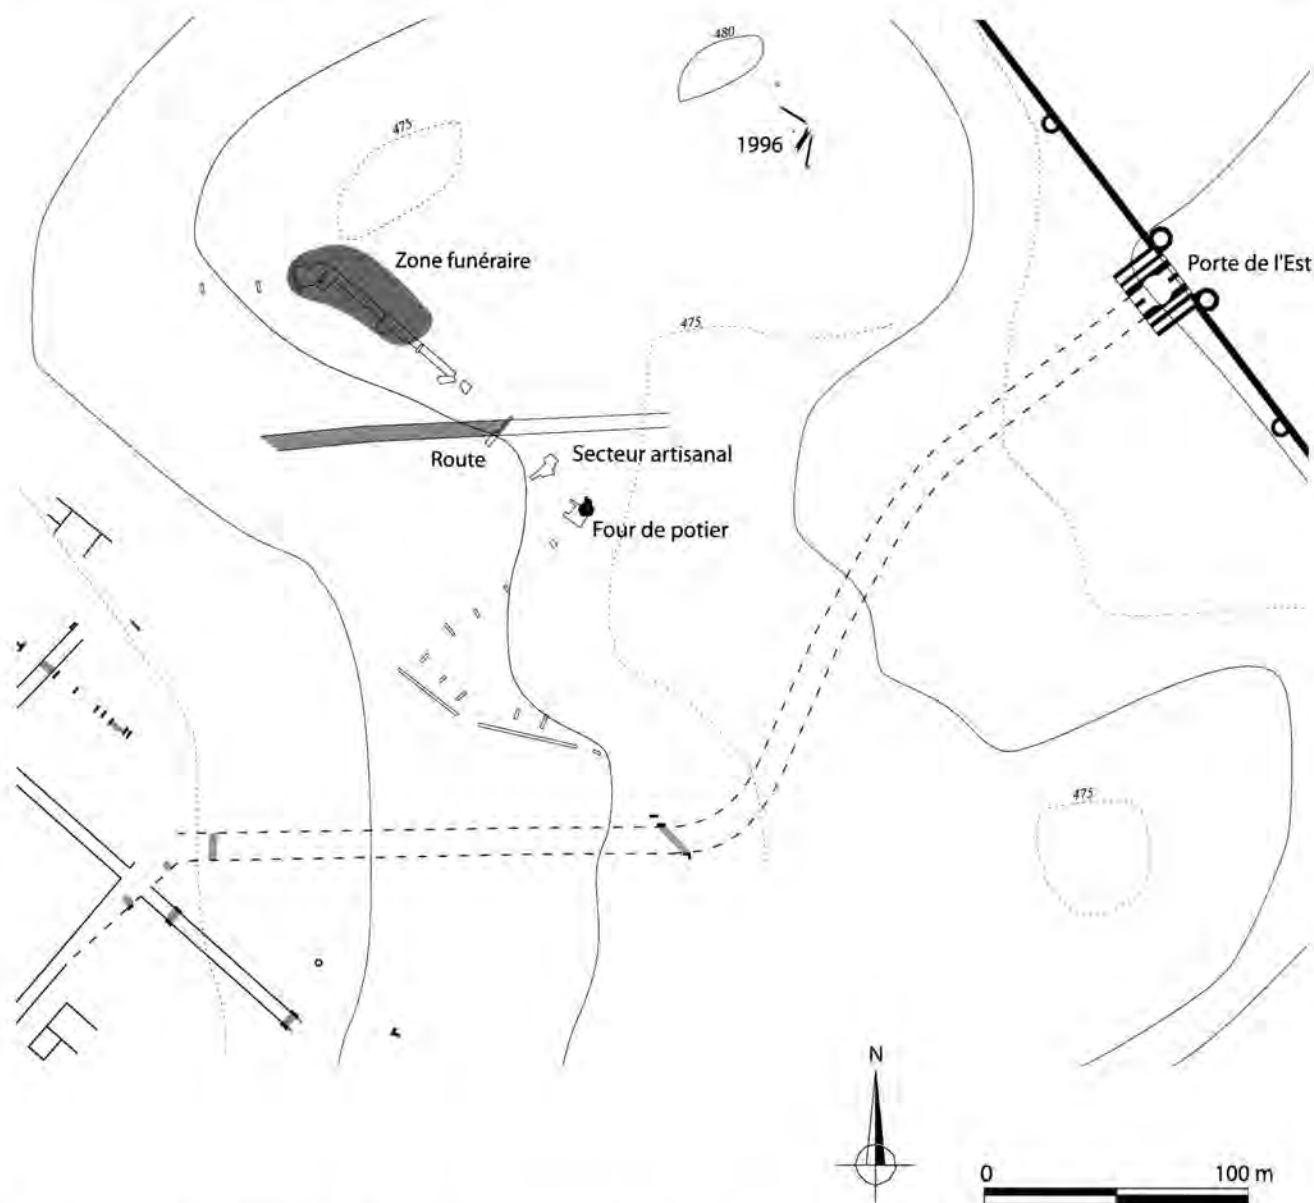 480
475
1996
Zone funéraire
Porte de l'Est
475
Route
Secteur artisanal
Four de potier
475
N
0
100 m